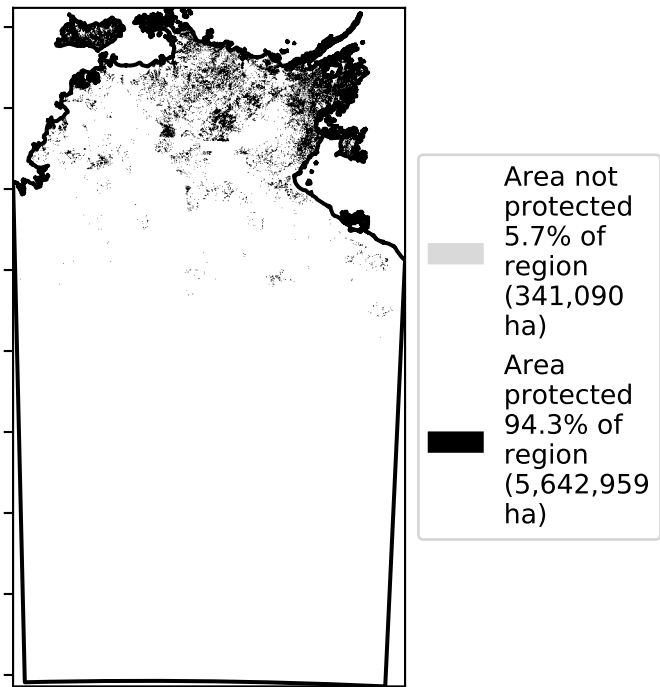 Area not
protected
5.7% of
region
(341,090
ha)
Area
protected
94.3% of
region
(5,642,959
ha)